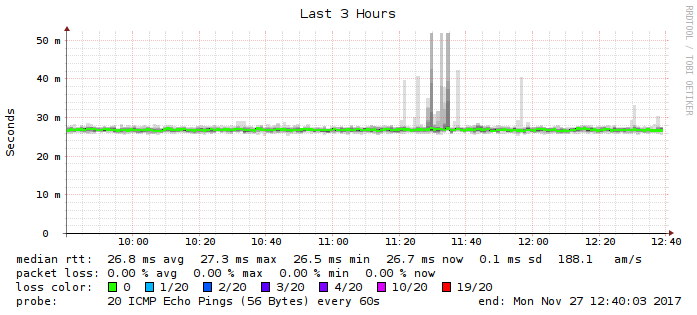 Last 3 Hours
RRDTOOL / TOBI OETIKER
Seconds
50 m
40 m
30 m
20 m
10 m
0
10:00 10:20 10:40 11:00 11:20 11:40 12:00 12:20 12:40
median rtt: 26.8 ms avg 27.3 ms max 26.5 ms min 26.7 ms now 0.1 ms sd 188.1 am/s
packet loss: 0.00 % avg 0.00 % max 0.00 % min 0.00 % now
loss color: 0 1/20 2/20 3/20 4/20 10/20 19/20
probe: 20 ICMP Echo Pings (56 Bytes) every 60s end: Mon Nov 27 12:40:03 2017